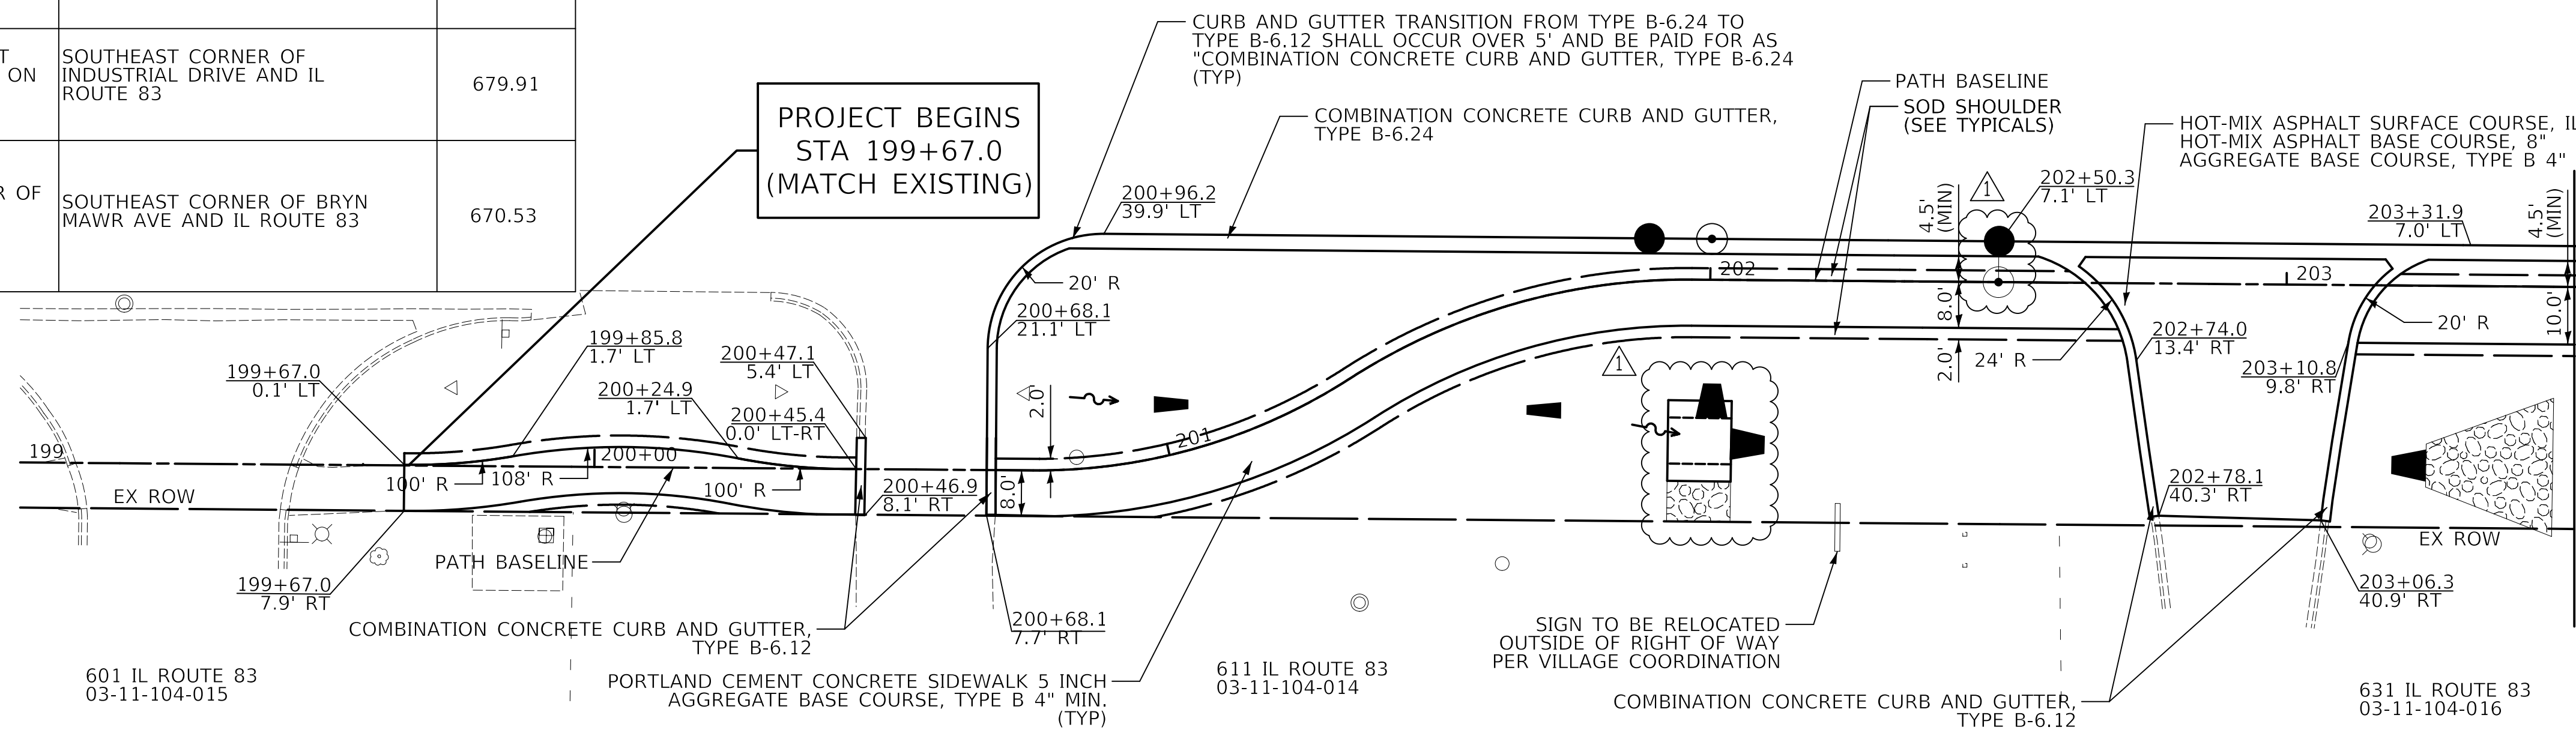 T
ON
SOUTHEAST CORNER OF
INDUSTRIAL DRIVE AND IL
ROUTE 83
679.91
R OF
SOUTHEAST CORNER OF BRYN
MAWR AVE AND IL ROUTE 83
670.53
PROJECT BEGINS
STA 199+67.0
(MATCH EXISTING)
CURB AND GUTTER TRANSITION FROM TYPE B-6.24 TO
TYPE B-6.12 SHALL OCCUR OVER 5' AND BE PAID FOR AS
"COMBINATION CONCRETE CURB AND GUTTER, TYPE B-6.24
(TYP)
COMBINATION CONCRETE CURB AND GUTTER,
TYPE B-6.24
PATH BASELINE
SOD SHOULDER
(SEE TYPICALS)
HOT-MIX ASPHALT SURFACE COURSE, IL
HOT-MIX ASPHALT BASE COURSE, 8"
AGGREGATE BASE COURSE, TYPE B 4"
200+96.2
39.9' LT
4.5'
(MIN)
1
202+50.3
7.1' LT
203+31.9
7.0' LT
4.5'
(MIN)
20' R
200+68.1
21.1' LT
202
203
8.0'
10.0'
199+67.0
0.1' LT
199+85.8
1.7' LT
200+24.9
1.7' LT
200+47.1
5.4' LT
200+45.4
0.0' LT-RT
2.0'
201
1
2.0'
24' R
202+74.0
13.4' RT
20' R
203+10.8
9.8' RT
199
EX ROW
100' R
108' R
200+00
100' R
200+46.9
8.1' RT
8.0'
202+78.1
40.3' RT
EX ROW
PATH BASELINE
199+67.0
7.9' RT
COMBINATION CONCRETE CURB AND GUTTER,
TYPE B-6.12
200+68.1
7.7' RT
203+06.3
40.9' RT
SIGN TO BE RELOCATED
OUTSIDE OF RIGHT OF WAY
PER VILLAGE COORDINATION
601 IL ROUTE 83
03-11-104-015
PORTLAND CEMENT CONCRETE SIDEWALK 5 INCH
AGGREGATE BASE COURSE, TYPE B 4" MIN.
(TYP)
611 IL ROUTE 83
03-11-104-014
COMBINATION CONCRETE CURB AND GUTTER,
TYPE B-6.12
631 IL ROUTE 83
03-11-104-016